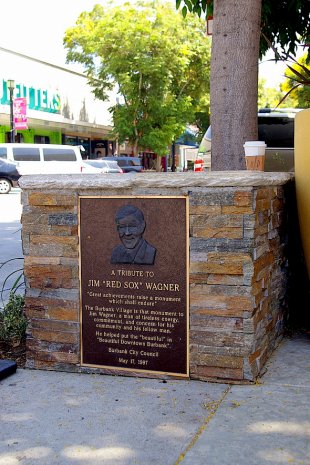 TFITTERS
A TRIBUTE TO
JIM "RED SOX" WAGNER
"Great achievements raise a monument
which shall endure"
The Burbank Village is that monument to
Jim Wagner, a man of tireless energy,
commitment, and concern for his
community and his fellow man.
He helped put the "beautiful" in
"Beautiful Downtown Burbank".
Burbank City Council
May 17, 1997